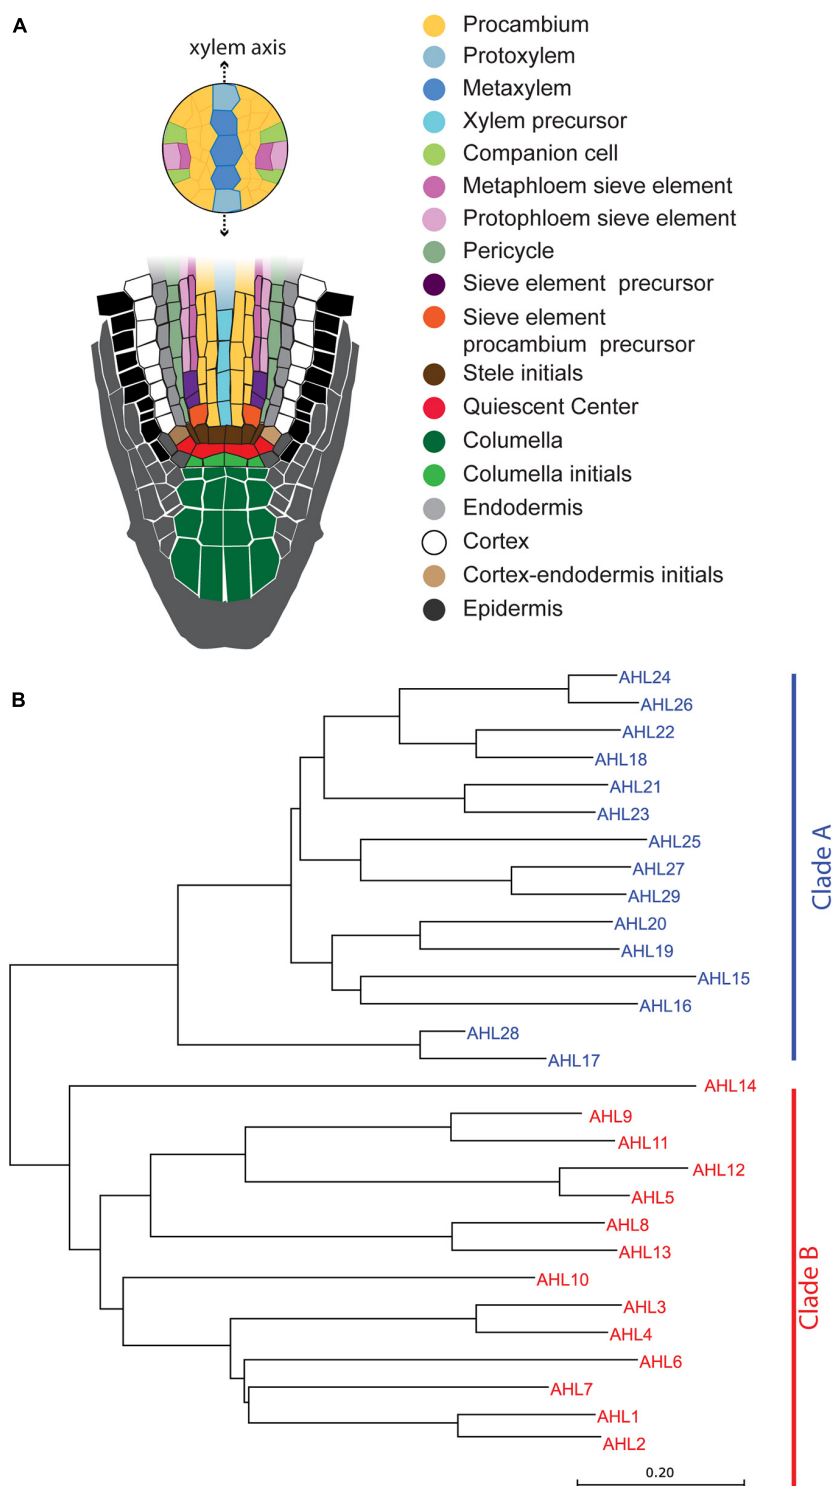 A
xylem axis
Procambium
Protoxylem
Metaxylem
Xylem precursor
Companion cell
Metaphloem sieve element
Protophloem sieve element
Pericycle
Sieve element precursor
Sieve element
procambium precursor
Stele initials
Quiescent Center
Columella
Columella initials
Endodermis
Cortex
Cortex-endodermis initials
Epidermis
B
AHL24
AHL26
AHL22
AHL18
AHL21
AHL23
AHL25
AHL27
AHL29
AHL20
AHL19
AHL15
AHL16
AHL28
AHL17
Clade A
AHL14
AHL9
AHL11
AHL12
AHL5
AHL8
AHL13
AHL10
AHL3
AHL4
AHL6
AHL7
AHL1
AHL2
Clade B
0.20